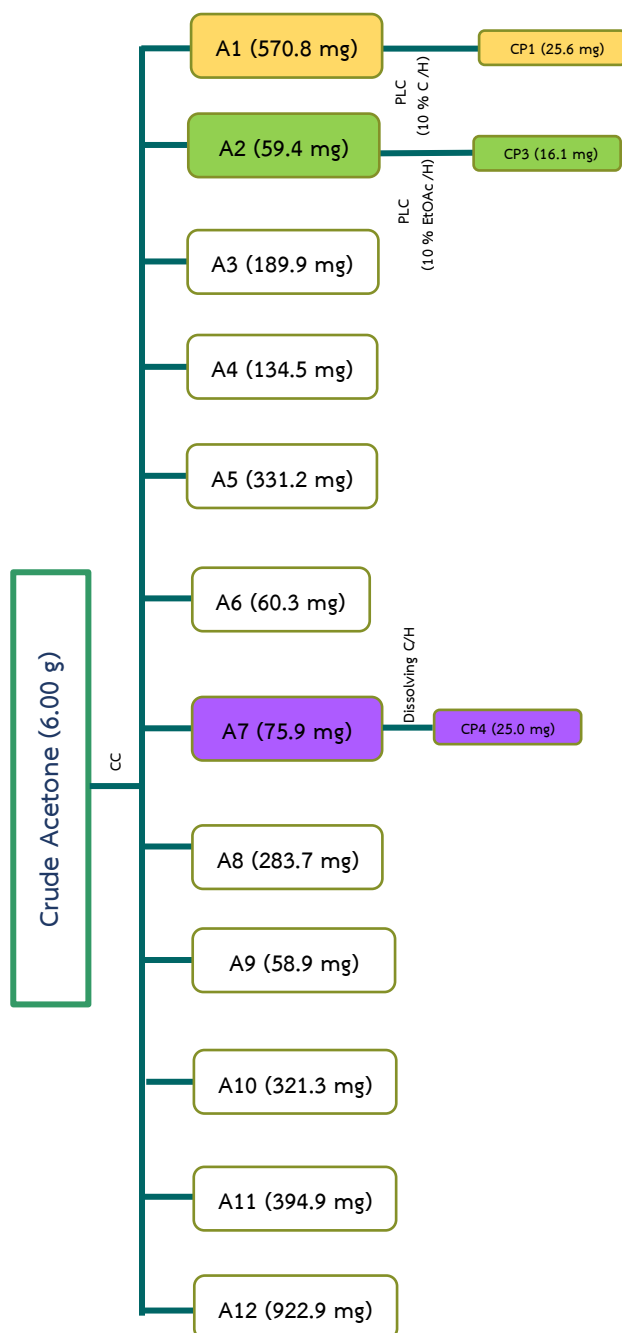 A1 (570.8 mg)
CP1 (25.6 mg)
PLC
(10 % C /H)
A2 (59.4 mg)
CP3 (16.1 mg)
PLC
(10 % EtOAc /H)
A3 (189.9 mg)
A4 (134.5 mg)
A5 (331.2 mg)
A6 (60.3 mg)
Dissolving C/H
A7 (75.9 mg)
CP4 (25.0 mg)
Crude Acetone (6.00 g)
CC
A8 (283.7 mg)
A9 (58.9 mg)
A10 (321.3 mg)
A11 (394.9 mg)
A12 (922.9 mg)